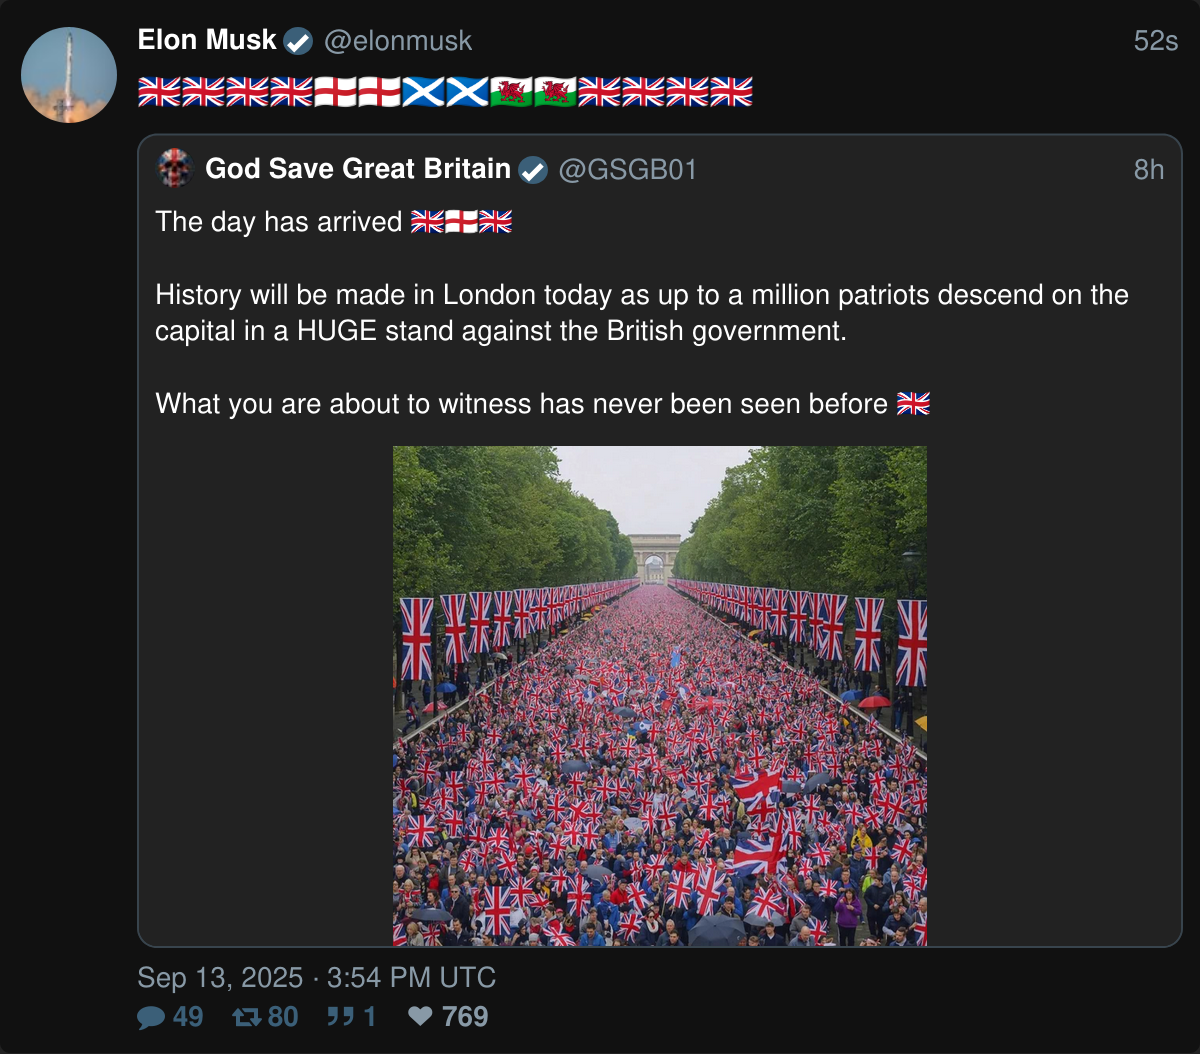 Elon Musk @elonmusk 52s
🇬🇧🇬🇧🇬🇧🇬🇧🏴󠁧󠁢󠁥󠁮󠁧󠁿🏴󠁧󠁢󠁥󠁮󠁧󠁿🏴󠁧󠁢󠁳󠁣󠁴󠁿🏴󠁧󠁢󠁳󠁣󠁴󠁿🏴󠁧󠁢󠁷󠁬󠁳󠁿🏴󠁧󠁢󠁷󠁬󠁳󠁿🇬🇧🇬🇧🇬🇧🇬🇧
God Save Great Britain @GSGB01 8h
The day has arrived 🇬🇧🏴󠁧󠁢󠁥󠁮󠁧󠁿🇬🇧
History will be made in London today as up to a million patriots descend on the
capital in a HUGE stand against the British government.
What you are about to witness has never been seen before 🇬🇧
Sep 13, 2025 · 3:54 PM UTC
49 80 1 769